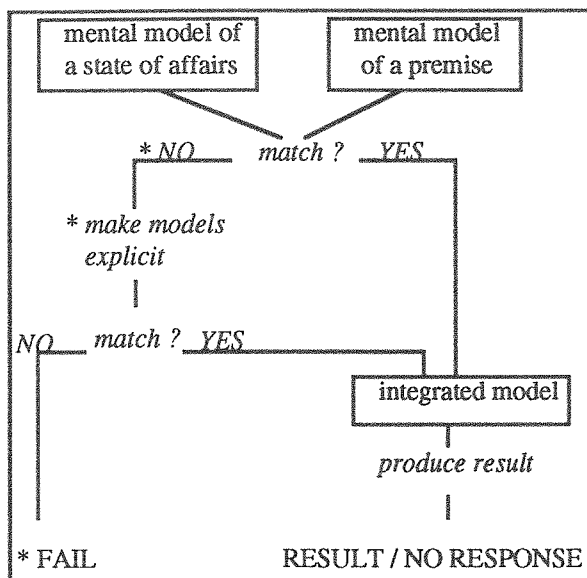 mental model of
a state of affairs
mental model
of a premise
* NO match ? YES
* make models
explicit
NO match ? YES
integrated model
produce result
* FAIL RESULT / NO RESPONSE